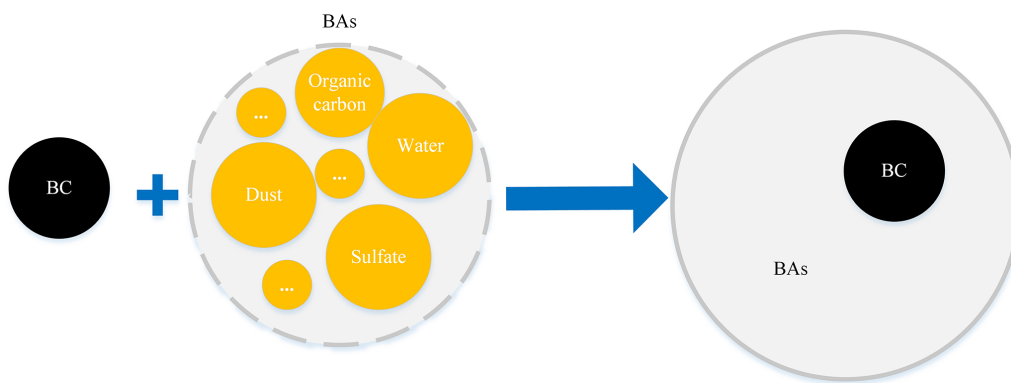 BAs
Organic
carbon
...
Water
BC
...
Dust
Sulfate
...
BC
BAs